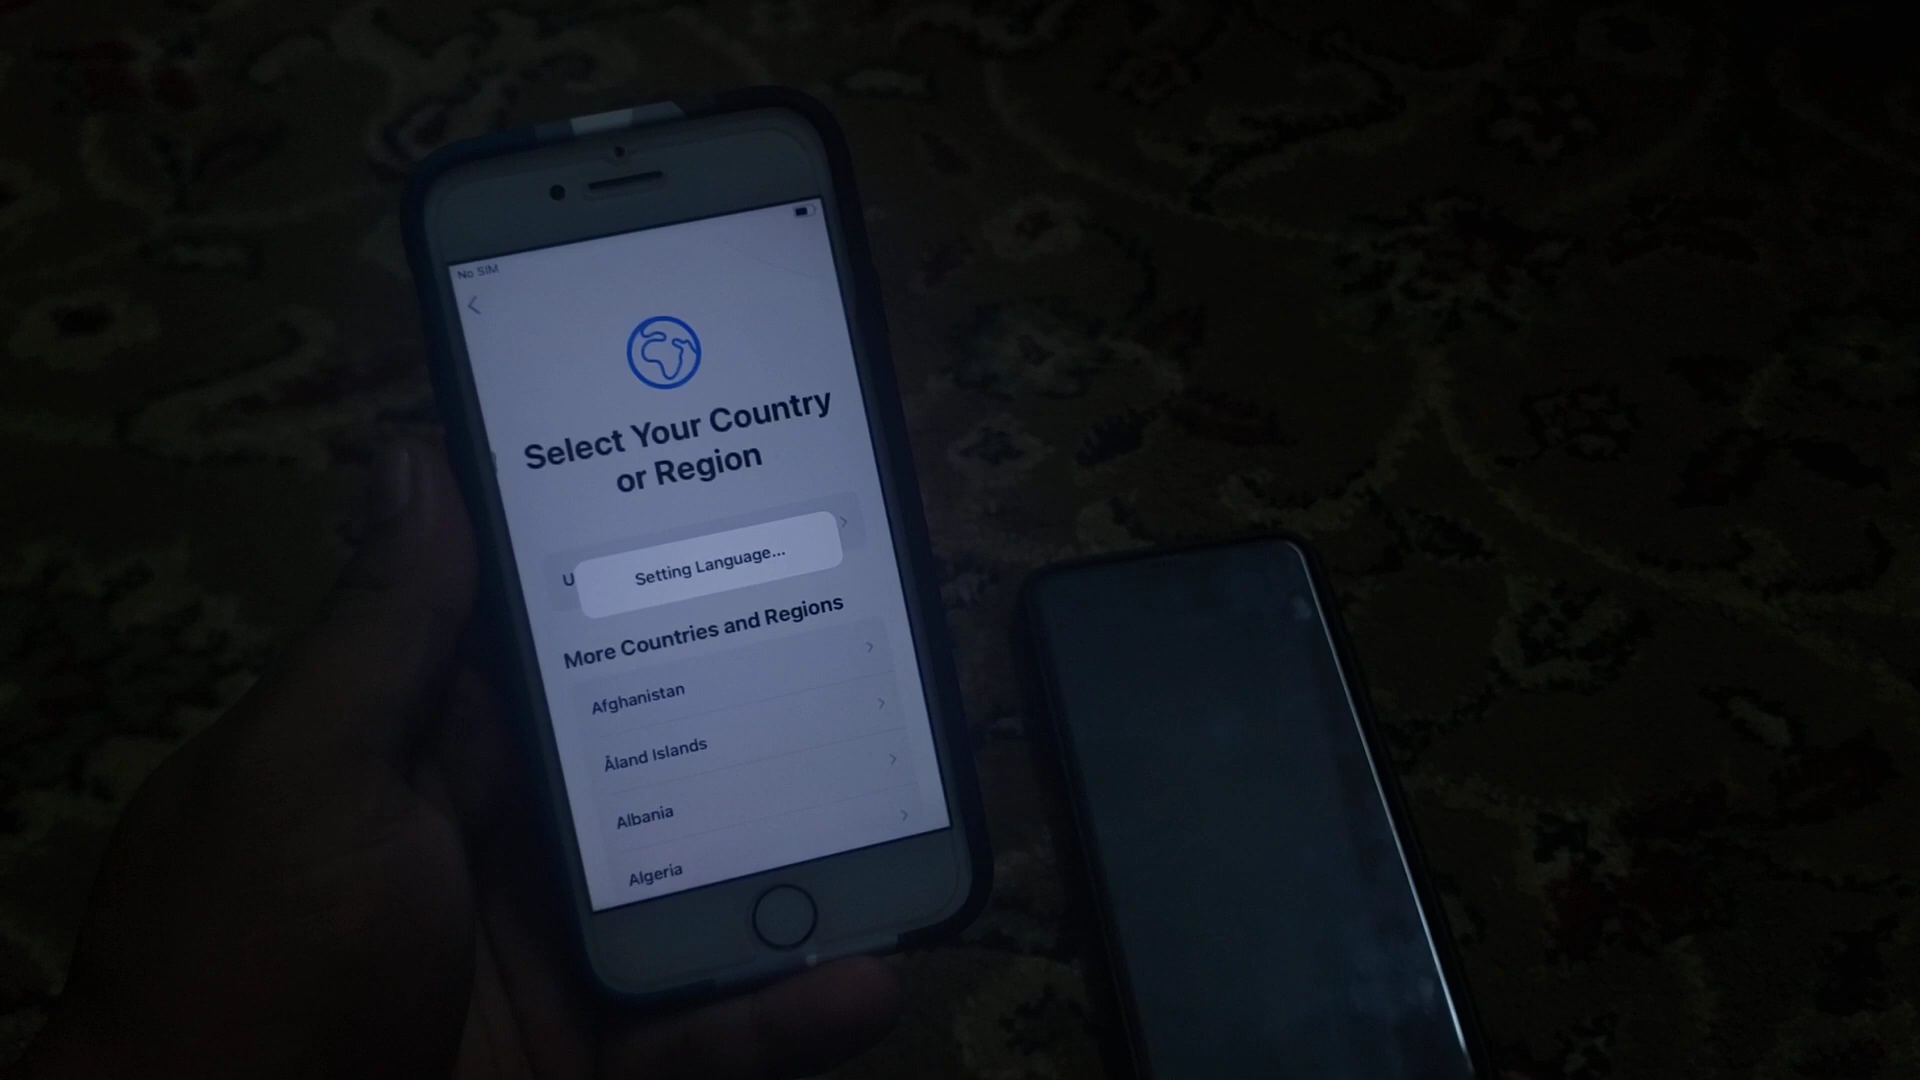 No SIM
Select Your Country
or Region
U
Setting Language...
More Countries and Regions
Afghanistan
Åland Islands
Albania
Algeria